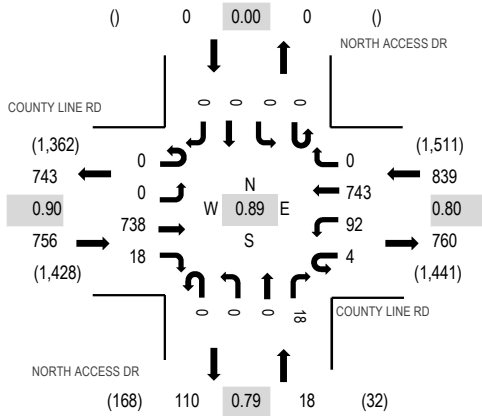 () 0 0.00 0 ()
NORTH ACCESS DR
COUNTY LINE RD
0 0 0 0
(1,362) (1,511)
743 0 0 839
0 N 743
0.90 W 0.89 E 0.80
738 S 92
756 18 4 760
(1,428) (1,441)
0 0 0 18
COUNTY LINE RD
NORTH ACCESS DR
(168) 110 0.79 18 (32)